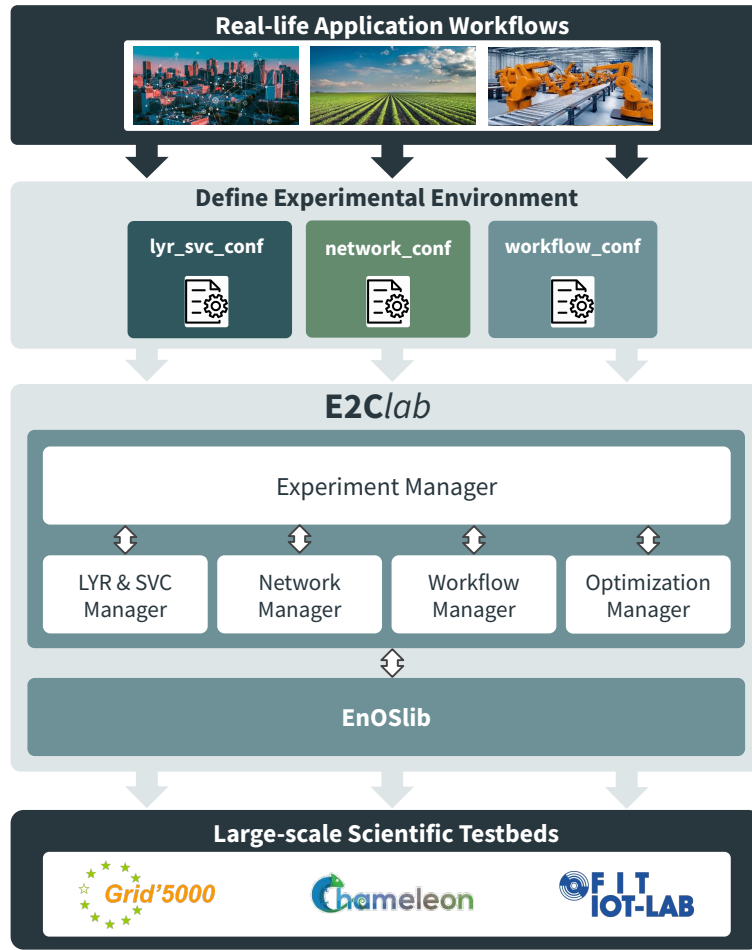 Real-life Application Workflows
Define Experimental Environment
lyr_svc_conf
network_conf
workflow_conf
E2Clab
Experiment Manager
LYR & SVC
Manager
Network
Manager
Workflow
Manager
Optimization
Manager
EnOSlib
Large-scale Scientific Testbeds
Grid'5000
Chameleon
FIT
IOT-LAB